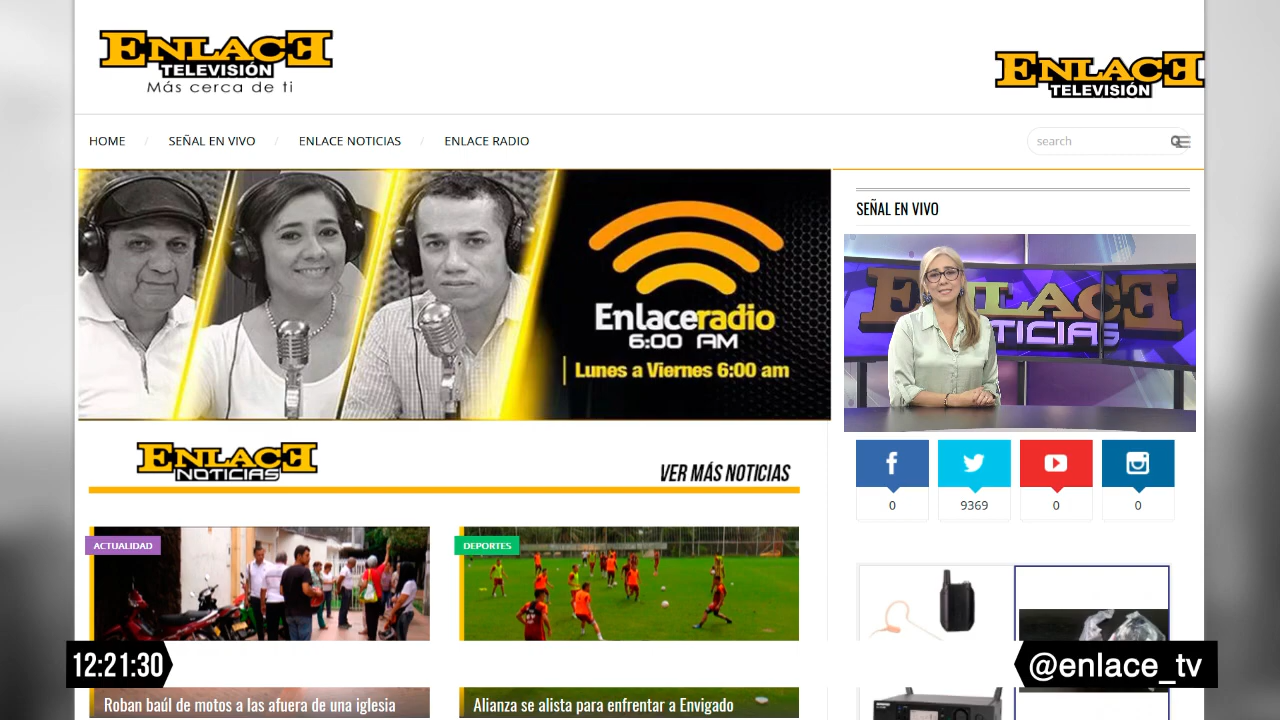 ENLACE
TELEVISIÓN
Más cerca de ti
ENLACE
TELEVISIÓN
HOME / SEÑAL EN VIVO / ENLACE NOTICIAS / ENLACE RADIO
search
SEÑAL EN VIVO
Enlaceradio
6:00 AM
Lunes a Viernes 6:00 am
ENLACE
NOTICIAS
0 9369 0 0
ENLACE
NOTICIAS
VER MÁS NOTICIAS
ACTUALIDAD
DEPORTES
12:21:30
@enlace_tv
Roban baúl de motos a las afuera de una iglesia
Alianza se alista para enfrentar a Envigado